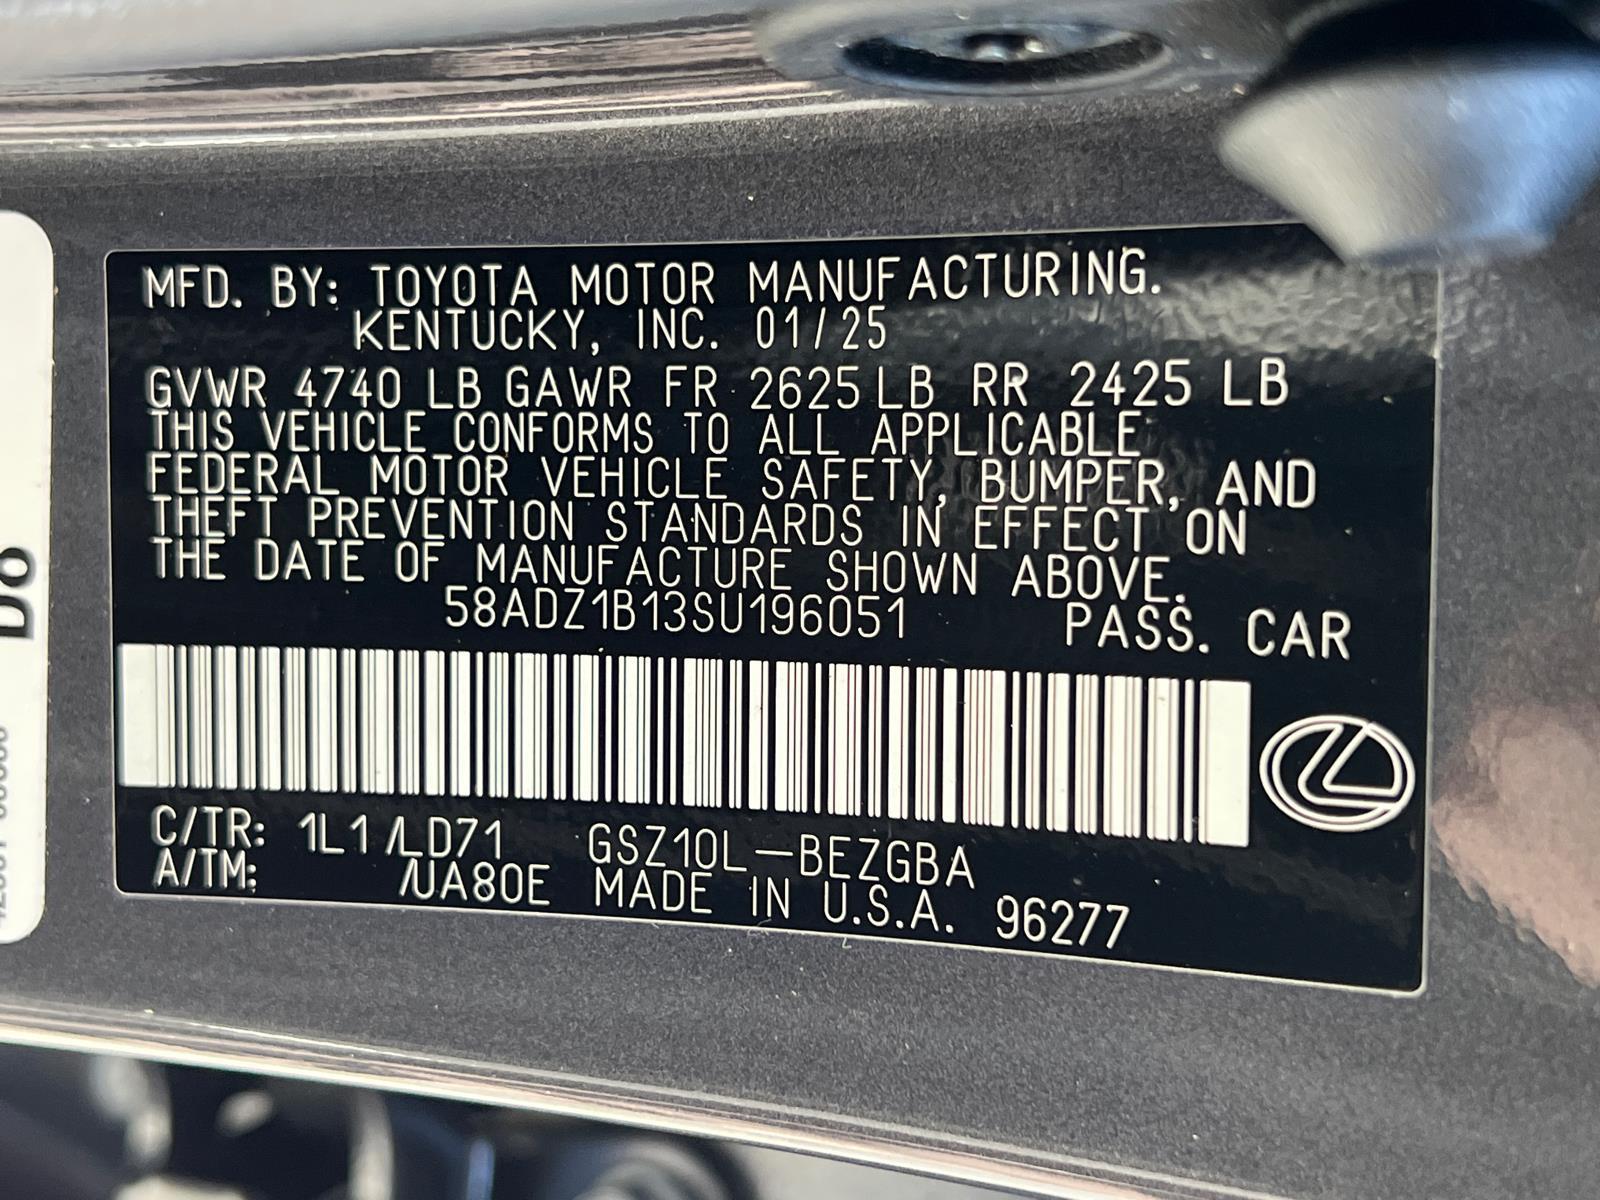 MFD. BY: TOYOTA MOTOR MANUFACTURING.
KENTUCKY, INC. 01/25
GVWR 4740 LB GAWR FR 2625 LB RR 2425 LB
THIS VEHICLE CONFORMS TO ALL APPLICABLE
FEDERAL MOTOR VEHICLE SAFETY, BUMPER, AND
THEFT PREVENTION STANDARDS IN EFFECT ON
THE DATE OF MANUFACTURE SHOWN ABOVE.
58ADZ1B13SU196051 PASS. CAR
C/TR: 1L1 /LD71 GSZ10L-BEZGBA
A/TM: /UA80E MADE IN U.S.A. 96277